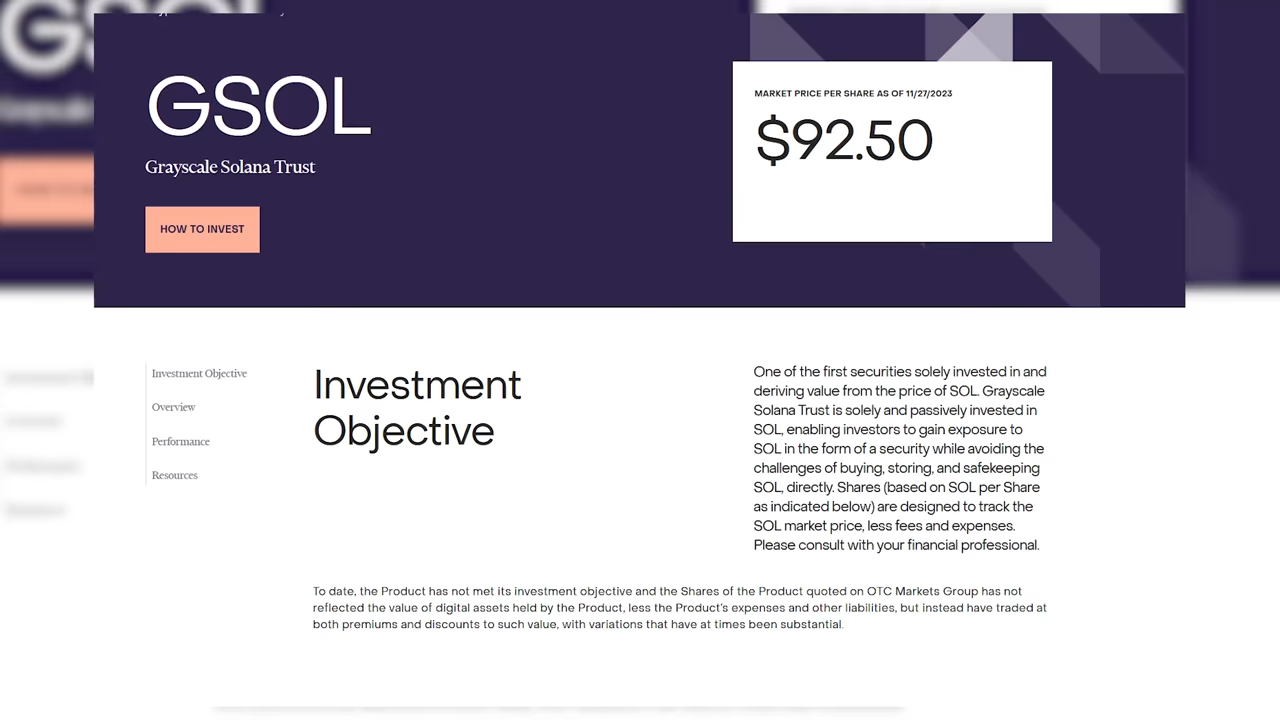 GSOL
Grayscale Solana Trust
HOW TO INVEST
MARKET PRICE PER SHARE AS OF 11/27/2023
$92.50
Investment Objective
Overview
Performance
Resources
Investment
Objective
One of the first securities solely invested in and
deriving value from the price of SOL. Grayscale
Solana Trust is solely and passively invested in
SOL, enabling investors to gain exposure to
SOL in the form of a security while avoiding the
challenges of buying, storing, and safekeeping
SOL, directly. Shares (based on SOL per Share
as indicated below) are designed to track the
SOL market price, less fees and expenses.
Please consult with your financial professional.
To date, the Product has not met its investment objective and the Shares of the Product quoted on OTC Markets Group has not
reflected the value of digital assets held by the Product, less the Product's expenses and other liabilities, but instead have traded at
both premiums and discounts to such value, with variations that have at times been substantial.